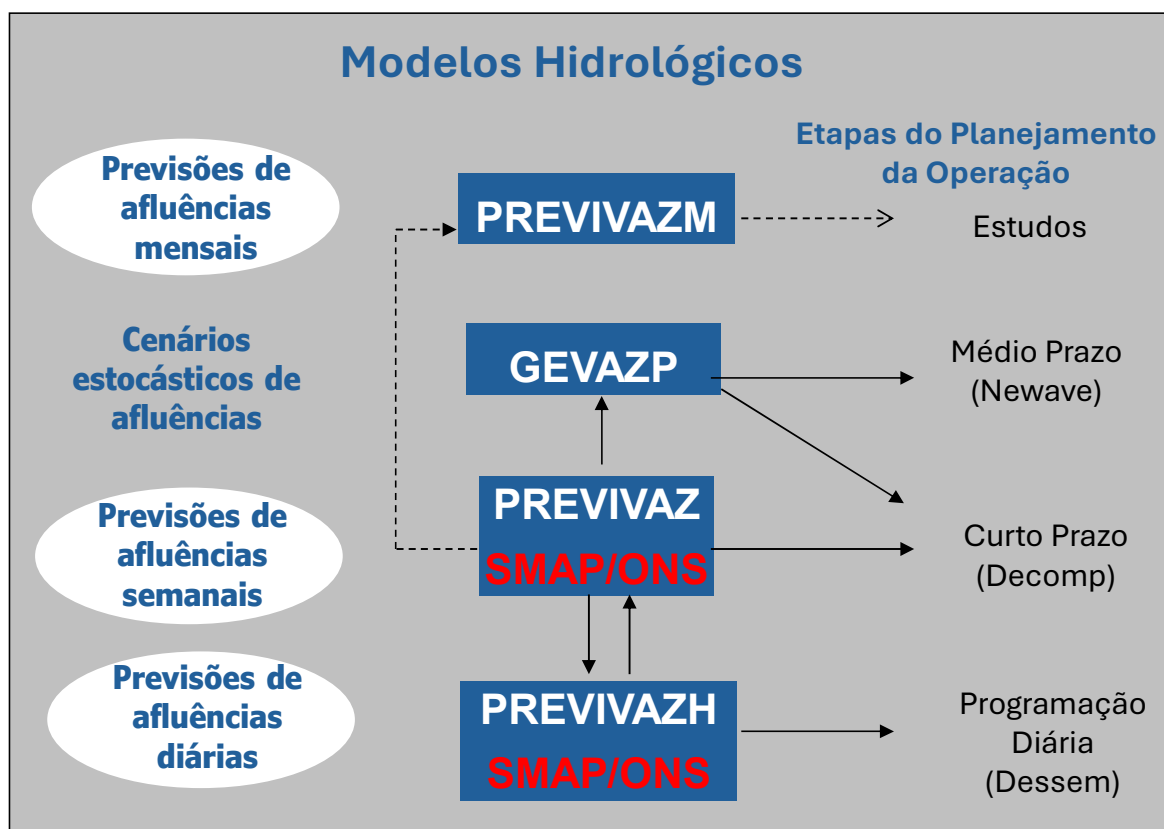 Modelos Hidrológicos
Etapas do Planejamento
da Operação
Previsões de
afluências
mensais
PREVIVAZM
Estudos
Cenários
estocásticos de
afluências
GEVAZP
Médio Prazo
(Newave)
Previsões de
afluências
semanais
PREVIVAZ
SMAP/ONS
Curto Prazo
(Decomp)
Previsões de
afluências
diárias
PREVIVAZH
SMAP/ONS
Programação
Diária
(Dessem)